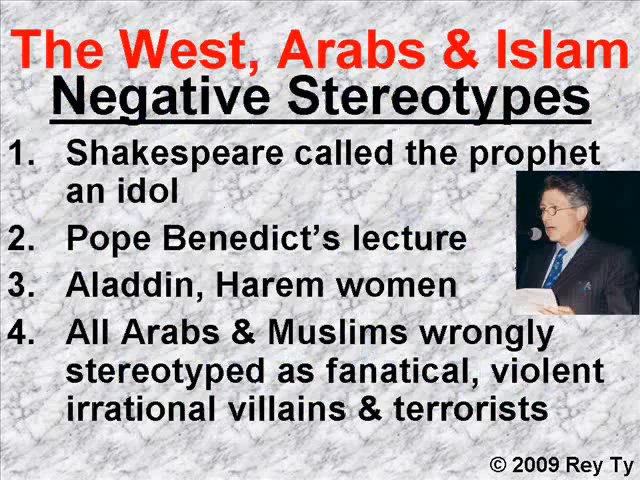 The West, Arabs & Islam
Negative Stereotypes
1. Shakespeare called the prophet
an idol
2. Pope Benedict's lecture
3. Aladdin, Harem women
4. All Arabs & Muslims wrongly
stereotyped as fanatical, violent
irrational villains & terrorists
© 2009 Rey Ty